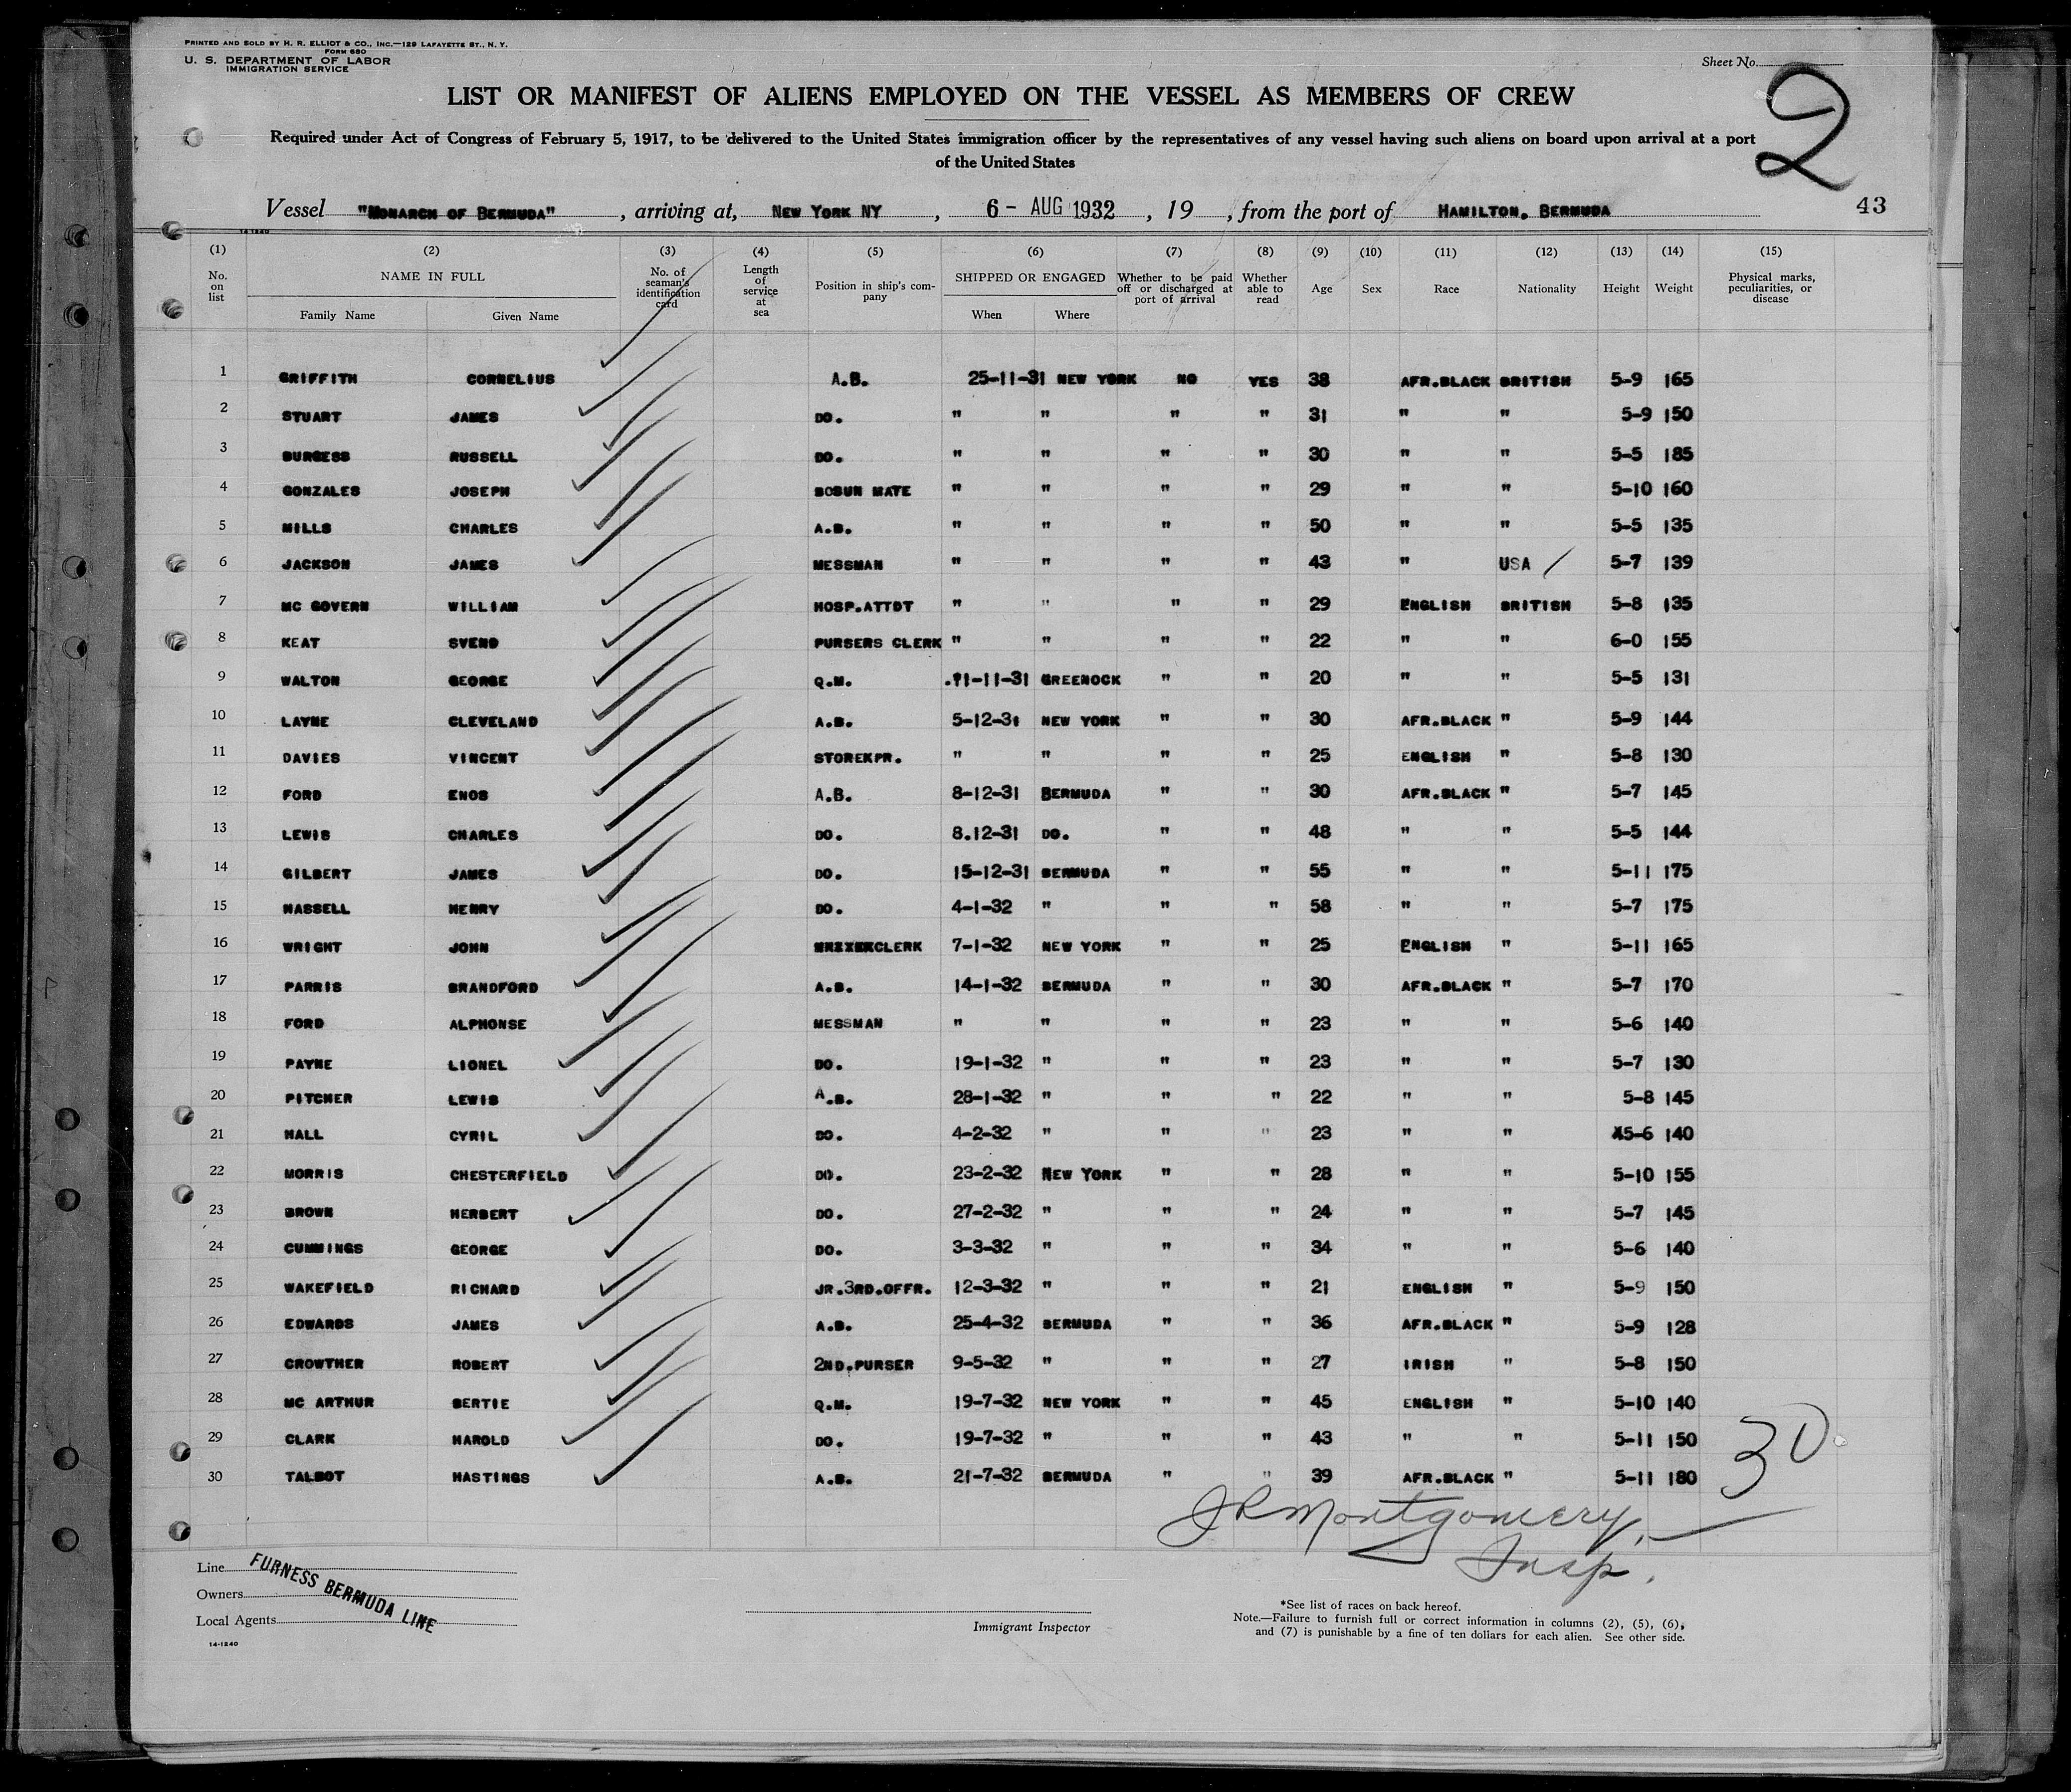 PRINTED AND SOLD BY H. R. ELLIOT & CO., INC.—129 LAFAYETTE ST., N. Y.
FORM 680
U. S. DEPARTMENT OF LABOR
IMMIGRATION SERVICE
Sheet No.
2
LIST OR MANIFEST OF ALIENS EMPLOYED ON THE VESSEL AS MEMBERS OF CREW
Required under Act of Congress of February 5, 1917, to be delivered to the United States immigration officer by the representatives of any vessel having such aliens on board upon arrival at a port
of the United States
Vessel "MONARCH OF BERMUDA", arriving at, NEW YORK NY, 6- AUG 1932, 19, from the port of HAMILTON, BERMUDA 43
14-1240
(1) (2) (3) (4) (5) (6) (7) (8) (9) (10) (11) (12) (13) (14) (15)
No. on list NAME IN FULL Family Name Given Name No. of seaman's identification card Length of service at sea Position in ship's company SHIPPED OR ENGAGED When Where Whether to be paid off or discharged at port of arrival Whether able to read Age Sex Race Nationality Height Weight Physical marks, peculiarities, or disease
1 GRIFFITH CORNELIUS A.B. 25-11-31 NEW YORK NO YES 38 AFR.BLACK BRITISH 5-9 165
2 STUART JAMES DO. " " " " 31 " " 5-9 150
3 BURGESS RUSSELL DO. " " " " 30 " " 5-5 185
4 GONZALES JOSEPH BOSUN MATE " " " " 29 " " 5-10 160
5 MILLS CHARLES A.B. " " " " 50 " " 5-5 135
6 JACKSON JAMES MESSMAN " " " " 43 " USA / 5-7 139
7 MC GOVERN WILLIAM HOSP.ATTDT " " " " 29 ENGLISH BRITISH 5-8 135
8 KEAT SVEND PURSERS CLERK " " " " 22 " " 6-0 155
9 WALTON GEORGE Q.M. 11-11-31 GREENOCK " " 20 " " 5-5 131
10 LAYNE CLEVELAND A.B. 5-12-31 NEW YORK " " 30 AFR.BLACK " 5-9 144
11 DAVIES VINCENT STOREKPR. " " " " 25 ENGLISH " 5-8 130
12 FORD ENOS A.B. 8-12-31 BERMUDA " " 30 AFR.BLACK " 5-7 145
13 LEWIS CHARLES DO. 8.12-31 DO. " " 48 " " 5-5 144
14 GILBERT JAMES DO. 15-12-31 BERMUDA " " 55 " " 5-11 175
15 HASSELL HENRY DO. 4-1-32 " " " 58 " " 5-7 175
16 WRIGHT JOHN CLERK 7-1-32 NEW YORK " " 25 ENGLISH " 5-11 165
17 PARRIS BRANDFORD A.B. 14-1-32 BERMUDA " " 30 AFR.BLACK " 5-7 170
18 FORD ALPHONSE MESSMAN " " " " 23 " " 5-6 140
19 PAYNE LIONEL DO. 19-1-32 " " " 23 " " 5-7 130
20 PITCHER LEWIS A.B. 28-1-32 " " " 22 " " 5-8 145
21 HALL CYRIL DO. 4-2-32 " " " 23 " " 5-6 140
22 MORRIS CHESTERFIELD DO. 23-2-32 NEW YORK " " 28 " " 5-10 155
23 BROWN HERBERT DO. 27-2-32 " " " 24 " " 5-7 145
24 CUMMINGS GEORGE DO. 3-3-32 " " " 34 " " 5-6 140
25 WAKEFIELD RICHARD JR.3RD.OFFR. 12-3-32 " " " 21 ENGLISH " 5-9 150
26 EDWARDS JAMES A.B. 25-4-32 BERMUDA " " 36 AFR.BLACK " 5-9 128
27 CROWTHER ROBERT 2ND.PURSER 9-5-32 " " " 27 IRISH " 5-8 150
28 MC ARTHUR BERTIE Q.M. 19-7-32 NEW YORK " " 45 ENGLISH " 5-10 140
29 CLARK HAROLD DO. 19-7-32 " " " 43 " " 5-11 150
30 TALBOT HASTINGS A.B. 21-7-32 BERMUDA " " 39 AFR.BLACK " 5-11 180
30
JR Montgomery,
Insp.
Line
Owners
Local Agents
FURNESS BERMUDA LINE
14-1240
Immigrant Inspector
*See list of races on back hereof.
Note.—Failure to furnish full or correct information in columns (2), (5), (6),
and (7) is punishable by a fine of ten dollars for each alien. See other side.